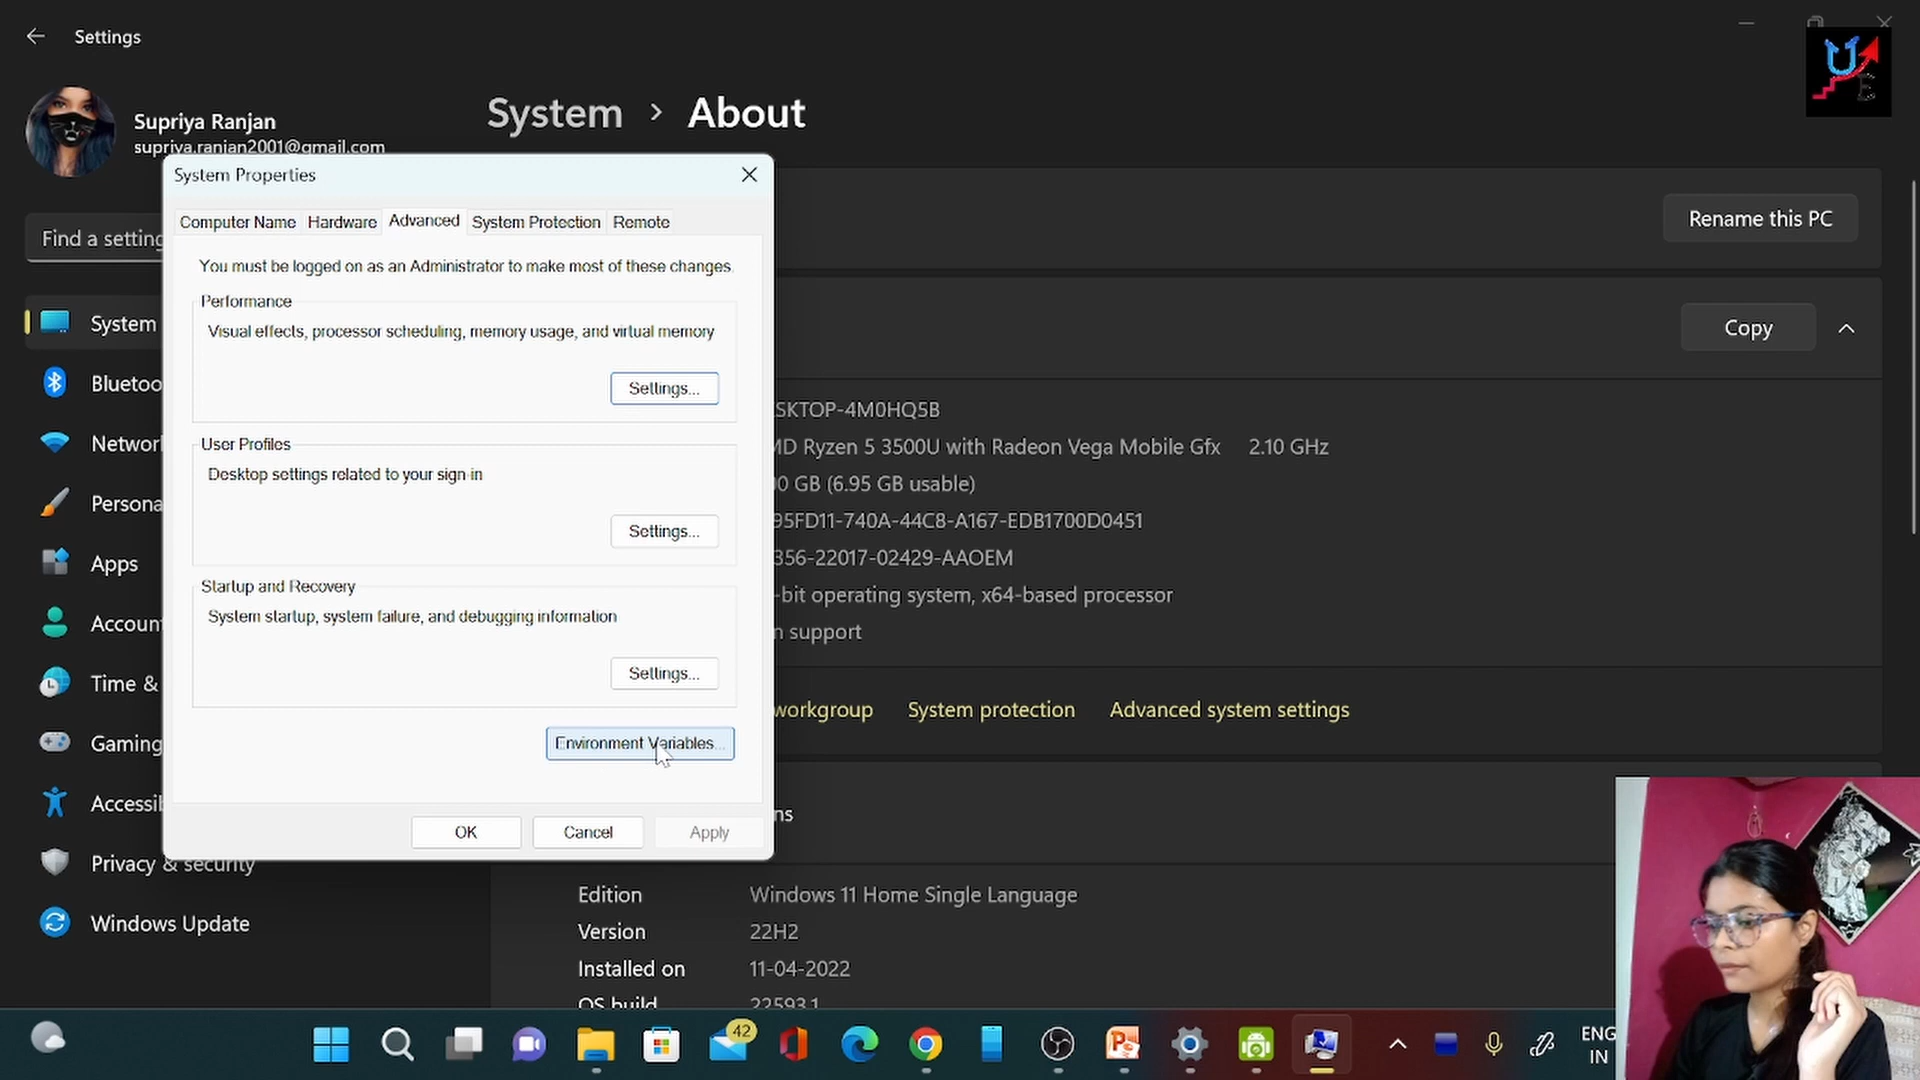 Settings
Supriya Ranjan
supriya.ranjan2001@gmail.com
Find a setting
System
Bluetoo
Networ
Persona
Apps
Accoun
Time &
Gaming
Accessib
Privacy & security
Windows Update
System > About
Rename this PC
Copy
SKTOP-4M0HQ5B
MD Ryzen 5 3500U with Radeon Vega Mobile Gfx 2.10 GHz
00 GB (6.95 GB usable)
95FD11-740A-44C8-A167-EDB1700D0451
356-22017-02429-AAOEM
-bit operating system, x64-based processor
n support
workgroup System protection Advanced system settings
ns
Edition Windows 11 Home Single Language
Version 22H2
Installed on 11-04-2022
OS build 22593.1
System Properties
Computer Name Hardware Advanced System Protection Remote
You must be logged on as an Administrator to make most of these changes.
Performance
Visual effects, processor scheduling, memory usage, and virtual memory
Settings...
User Profiles
Desktop settings related to your sign-in
Settings...
Startup and Recovery
System startup, system failure, and debugging information
Settings...
Environment Variables...
OK Cancel Apply
42
ENG
IN